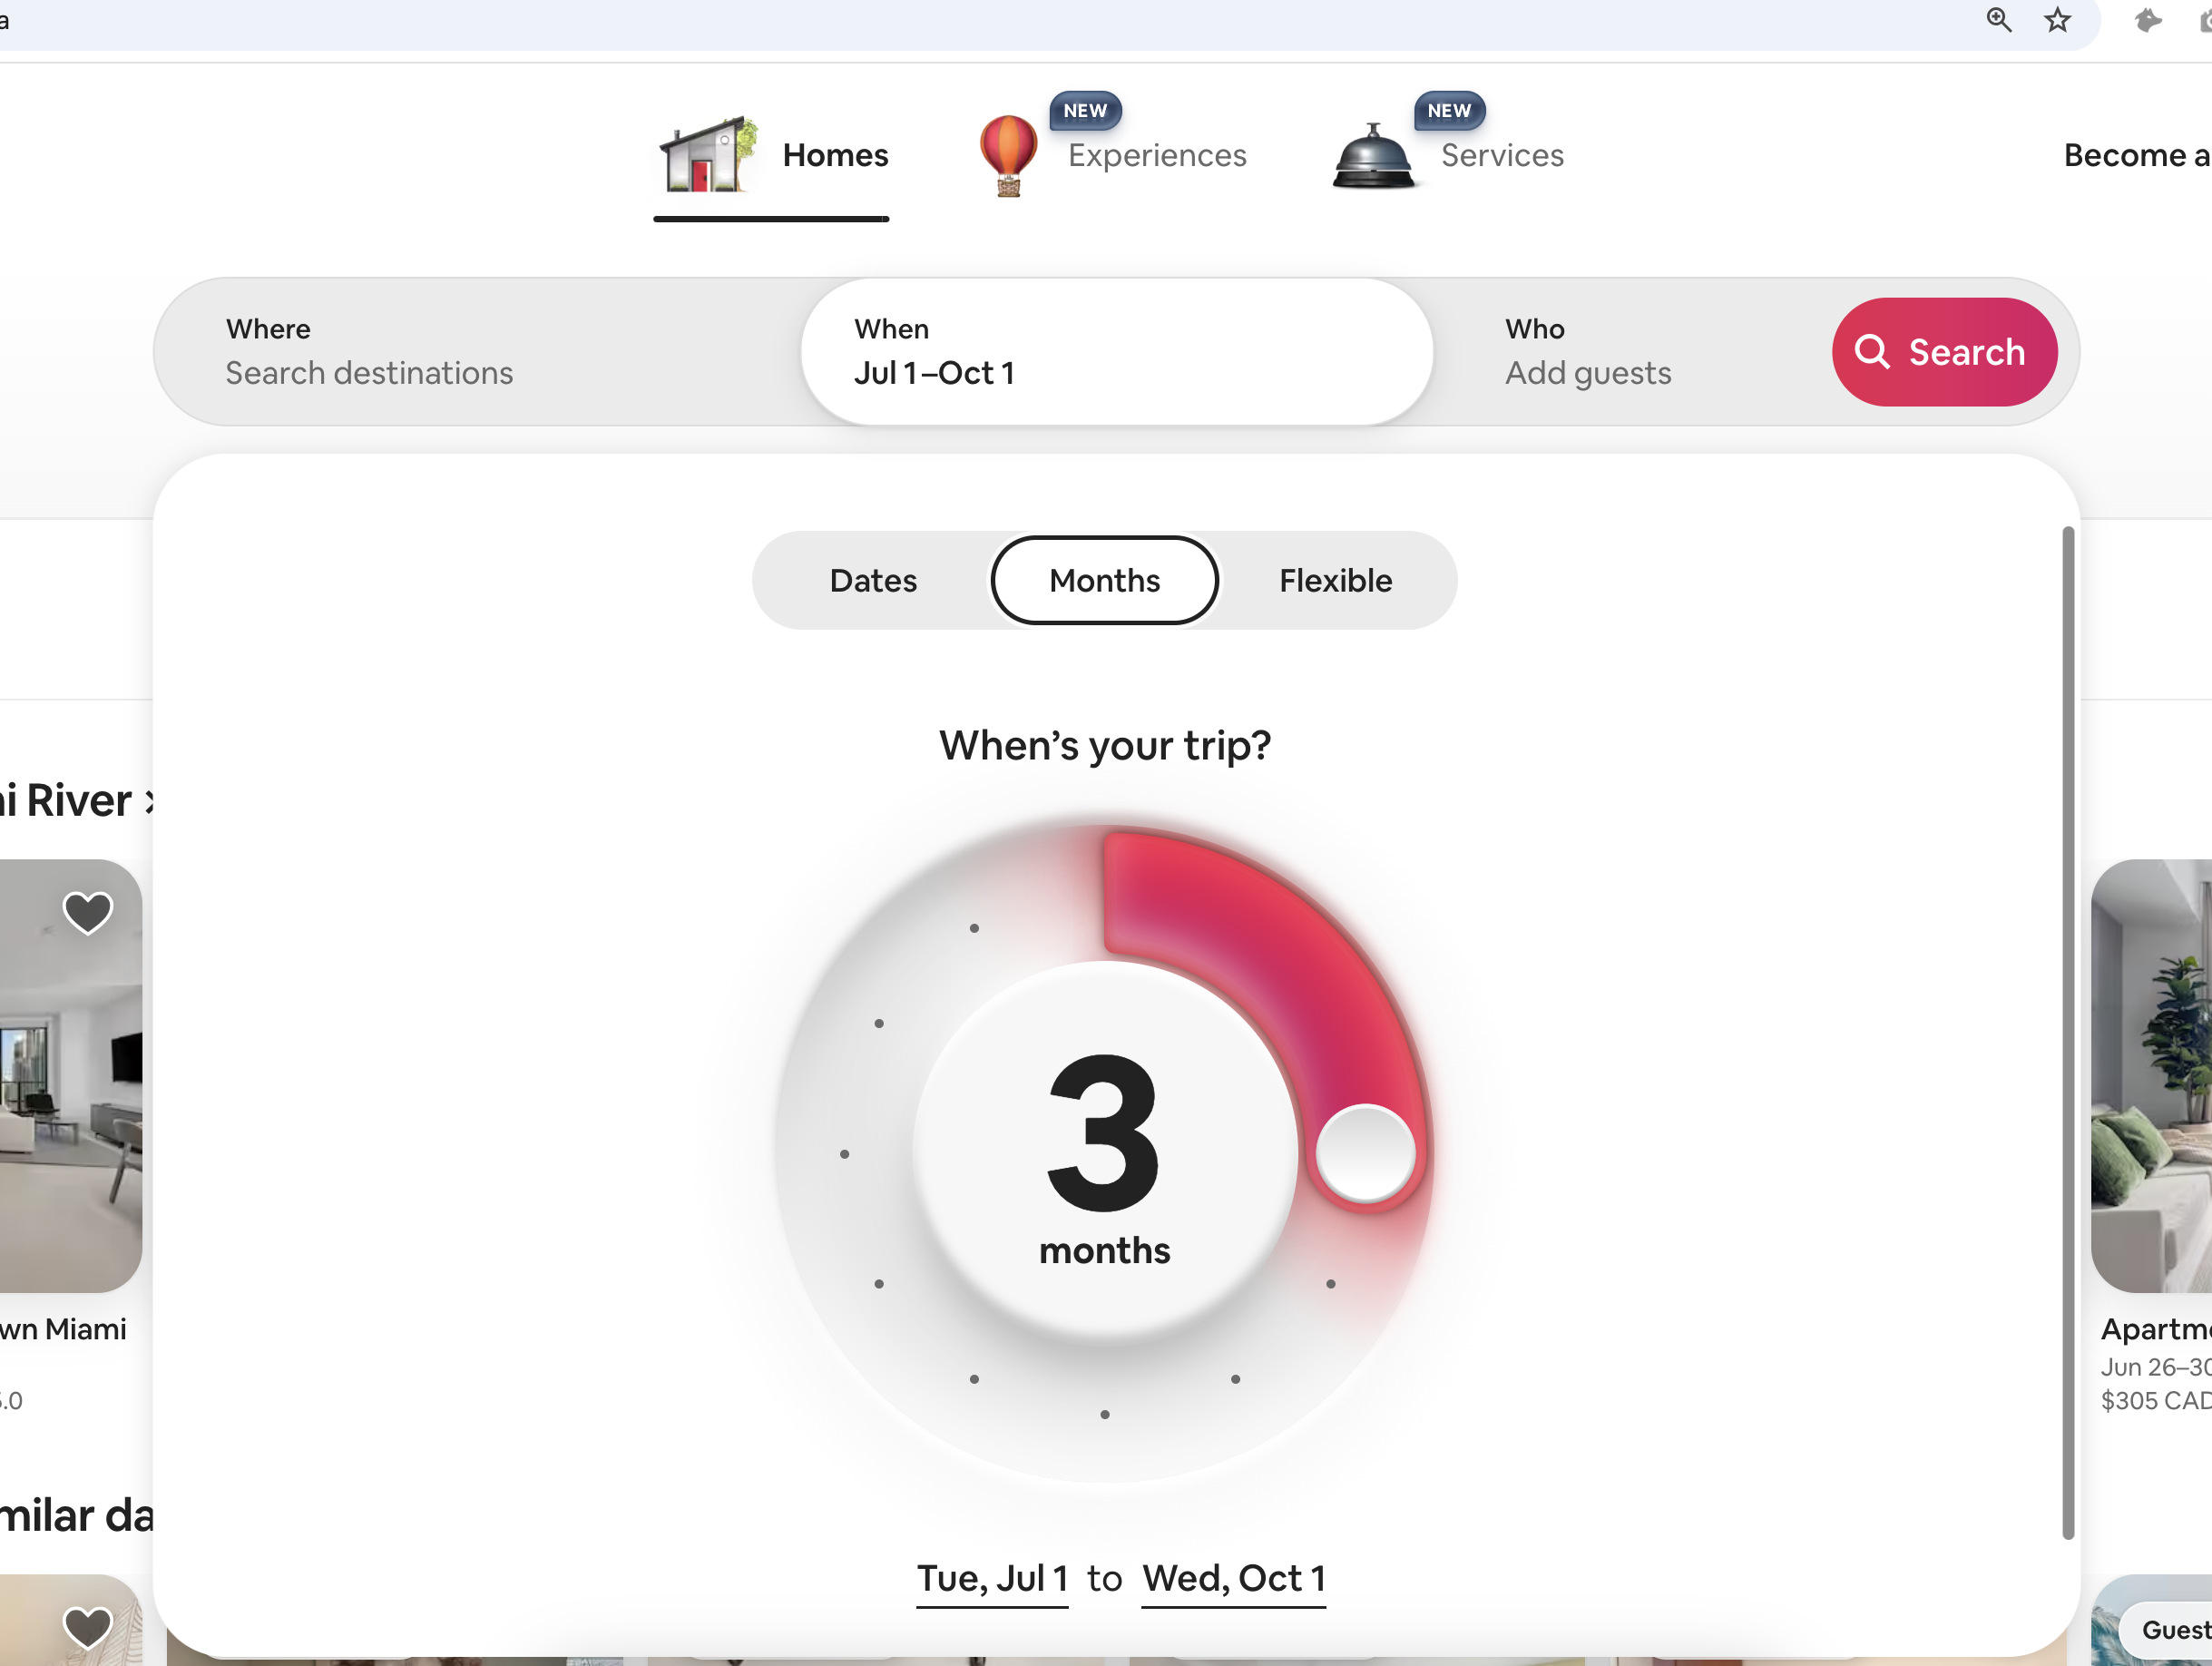 a
NEW
NEW
Homes
Experiences
Services
Become a
Where
Search destinations
When
Jul 1–Oct 1
Who
Add guests
Search
Dates
Months
Flexible
When’s your trip?
i River
3
months
wn Miami
Apartm
Jun 26–30
.0
$305 CAD
milar da
Tue, Jul 1 to Wed, Oct 1
Guest